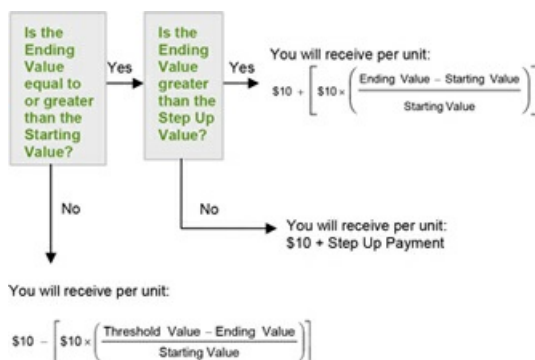 Is the
Ending
Value
equal to
or greater
than the
Starting
Value?
Yes
Is the
Ending
Value
greater
than the
Step Up
Value?
Yes
You will receive per unit:
$10 + [ $10 × ( Ending Value – Starting Value
Starting Value ) ]
No
No
You will receive per unit:
$10 + Step Up Payment
You will receive per unit:
$10 – [ $10 × ( Threshold Value – Ending Value
Starting Value ) ]